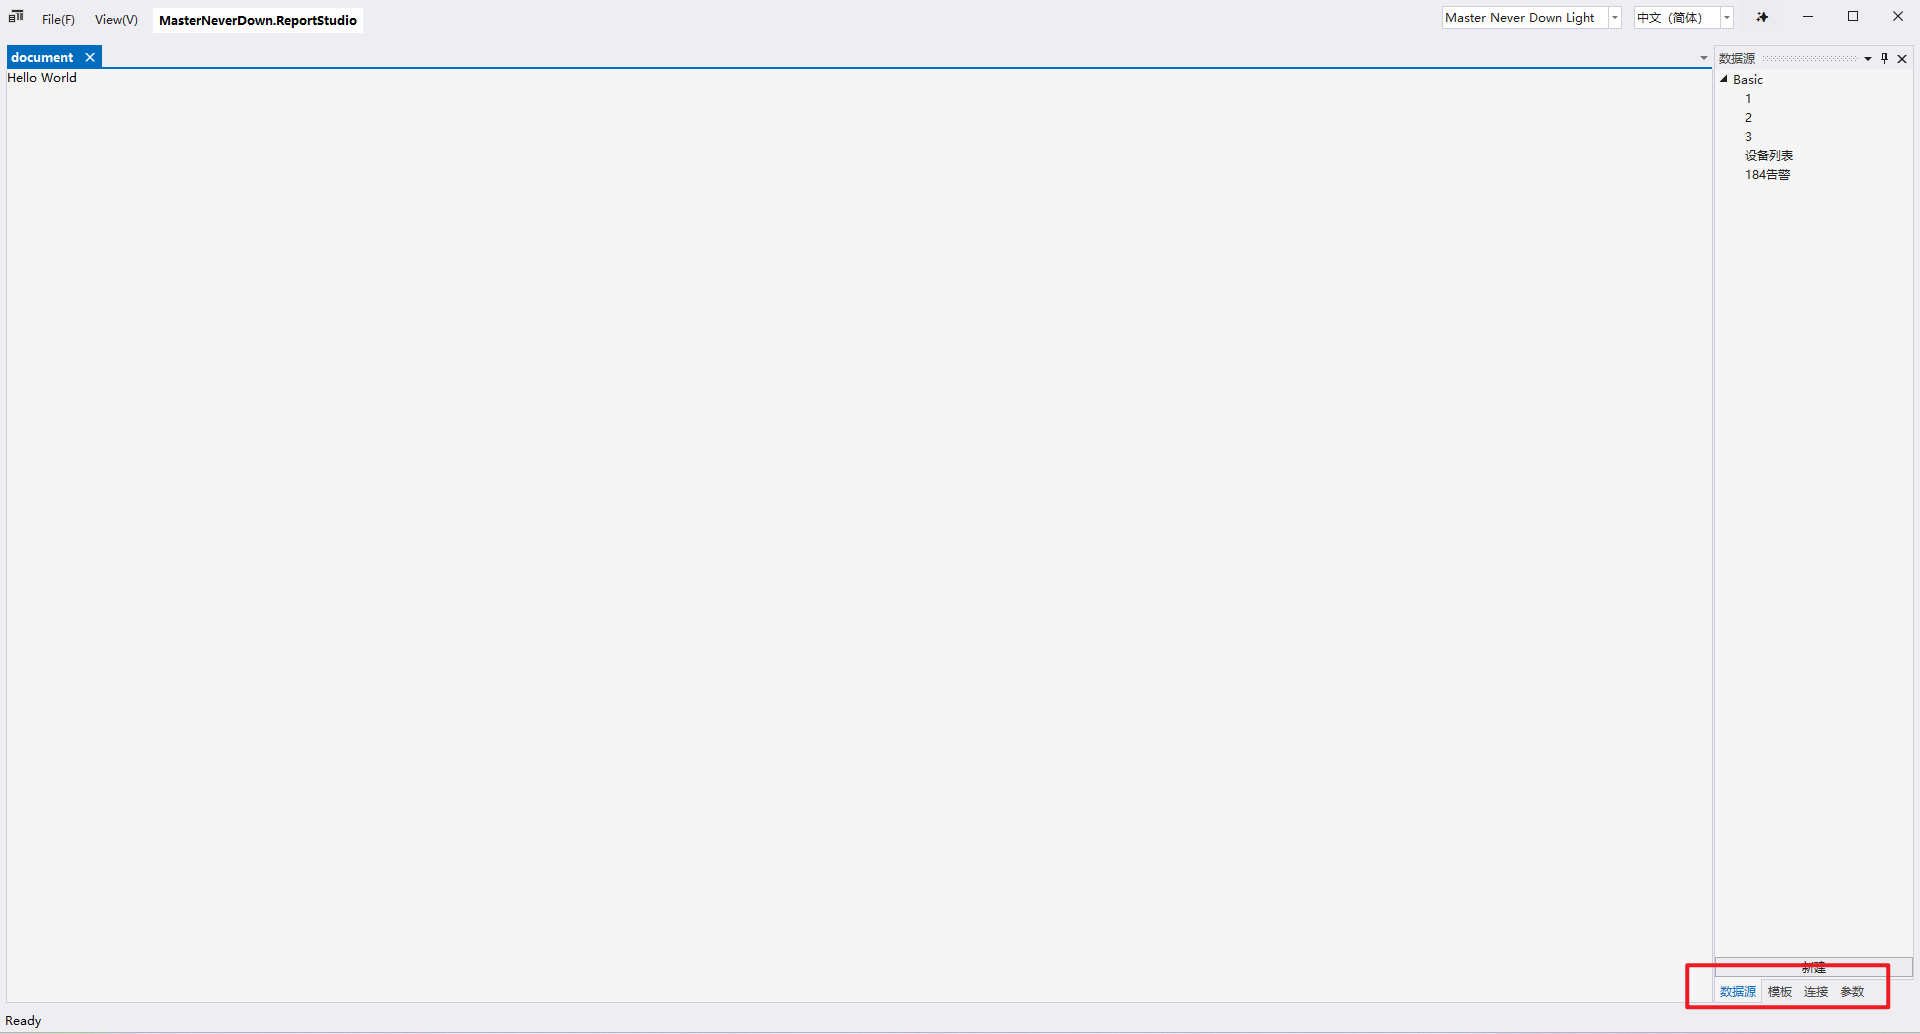 File(F) View(V) MasterNeverDown.ReportStudio Master Never Down Light 中文 (简体)
document
Hello World
数据源
Basic
1
2
3
设备列表
184告警
新建
数据源 模板 连接 参数
Ready